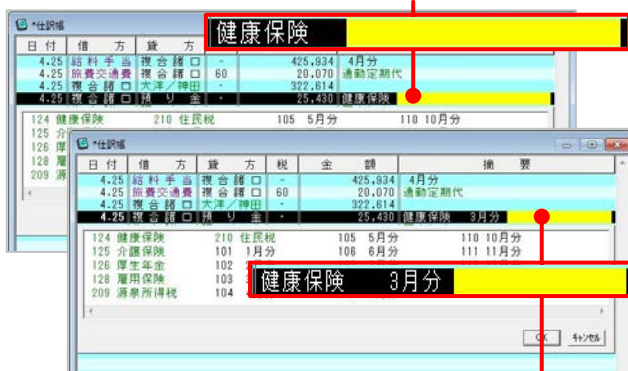 *仕訳帳
健康保険
日 付 借 方 貸 方
4.25 給 料 手 当 複 合 諸 口 ・ 425,934 4月分
4.25 旅費交通費 複 合 諸 口 60 20,070 通勤定期代
4.25 複 合 諸 口 大洋／神田 ・ 322,614
4.25 複 合 諸 口 預 り 金 ・ 25,430 健康保険
124 健康保険 210 住民税 105 5月分 110 10月分
125
126
128
209
*仕訳帳
日 付 借 方 貸 方 税 金 額 摘 要
4.25 給 料 手 当 複 合 諸 口 ・ 425,934 4月分
4.25 旅費交通費 複 合 諸 口 60 20,070 通勤定期代
4.25 複 合 諸 口 大洋／神田 ・ 322,614
4.25 複 合 諸 口 預 り 金 ・ 25,430 健康保険 3月分
124 健康保険 210 住民税 105 5月分 110 10月分
125 介護保険 101 1月分 106 6月分 111 11月分
126 厚生年金 102
128 雇用保険 103
209 源泉所得税 104
健康保険 3月分
OK キャンセル